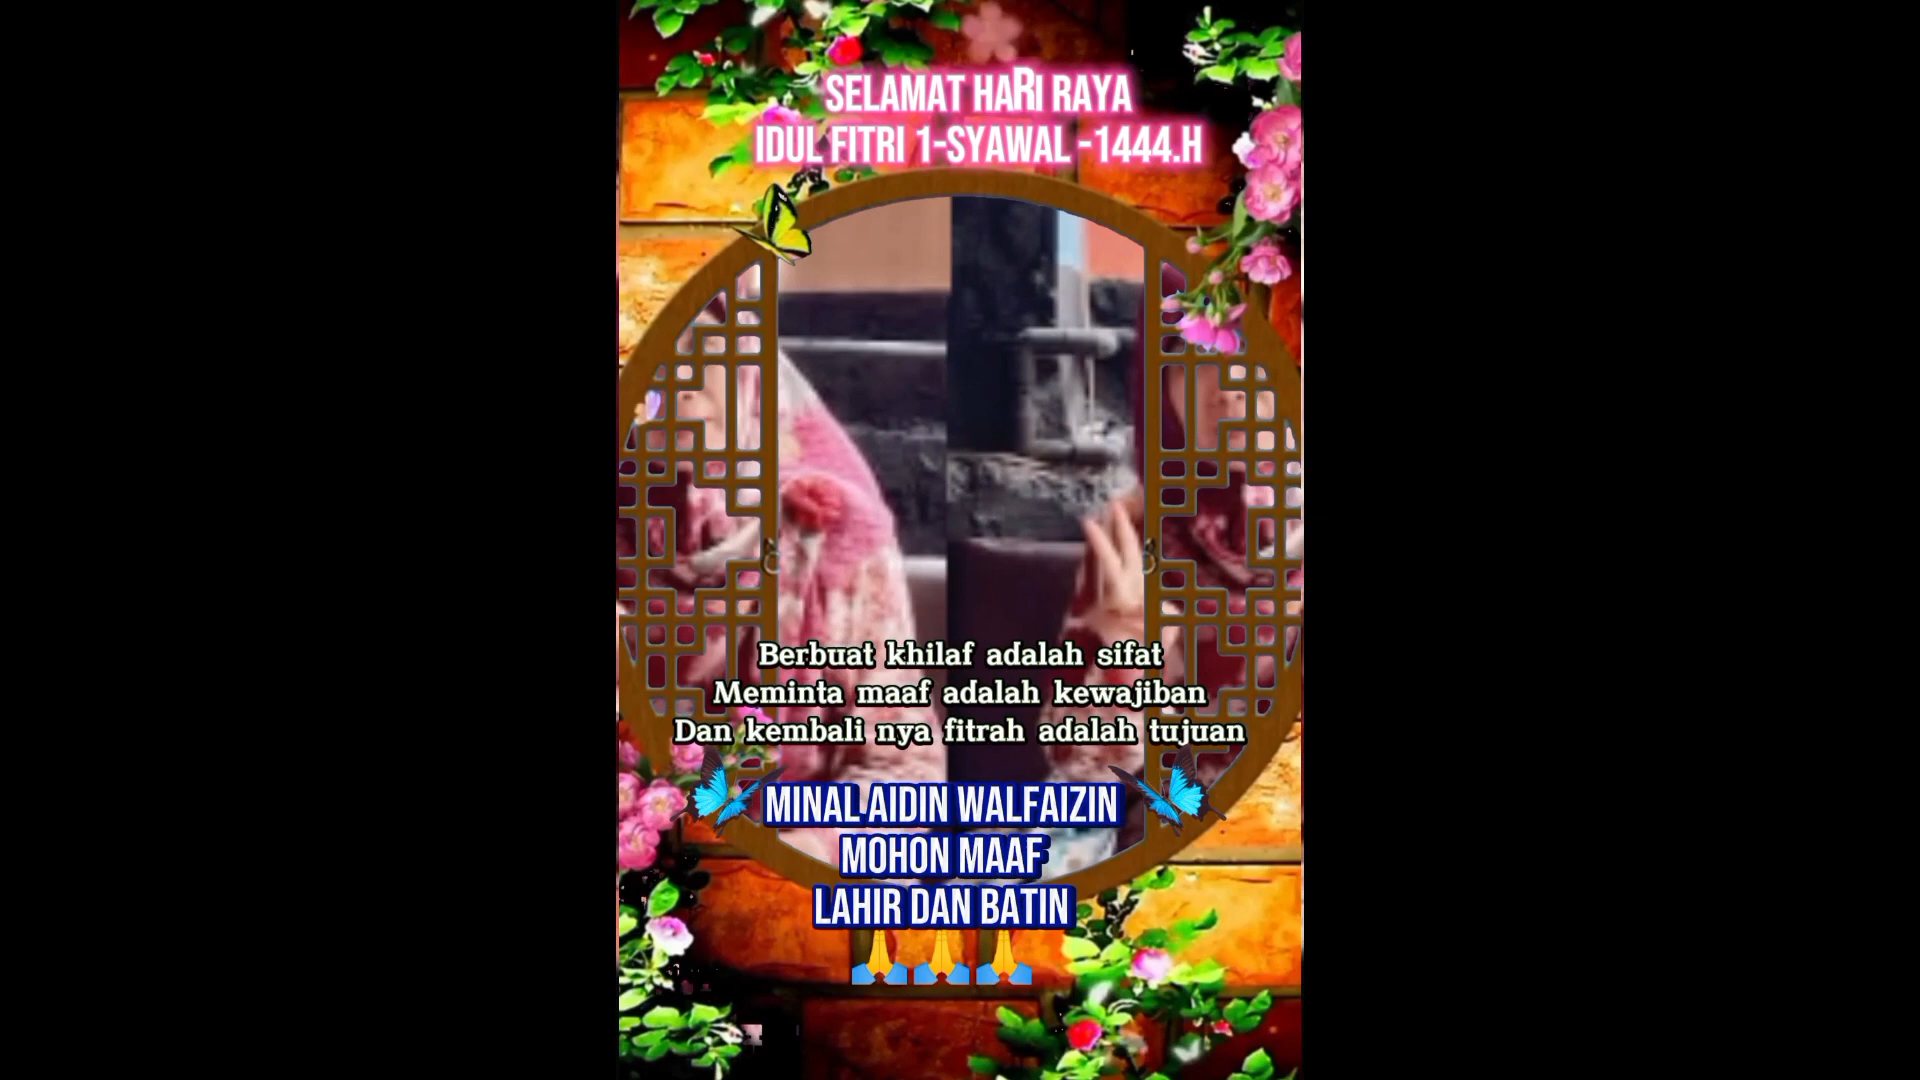 SELAMAT HARI RAYA
IDUL FITRI 1-SYAWAL -1444.H
Berbuat khilaf adalah sifat
Meminta maaf adalah kewajiban
Dan kembali nya fitrah adalah tujuan
MINAL AIDIN WALFAIZIN
MOHON MAAF
LAHIR DAN BATIN
🙏🙏🙏